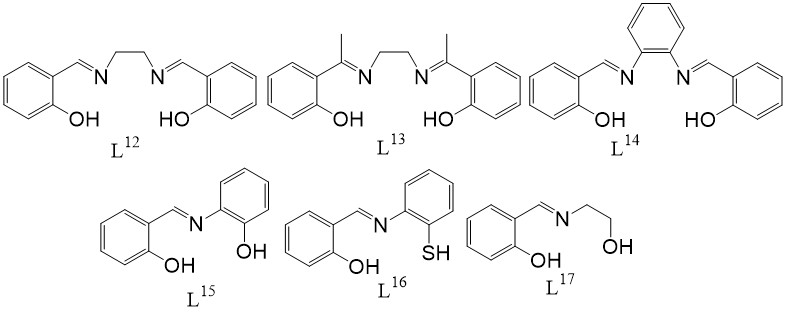 N N N N N N
OH HO OH HO OH HO
L12 L13 L14
N N N
OH OH OH SH OH OH
L15 L16 L17